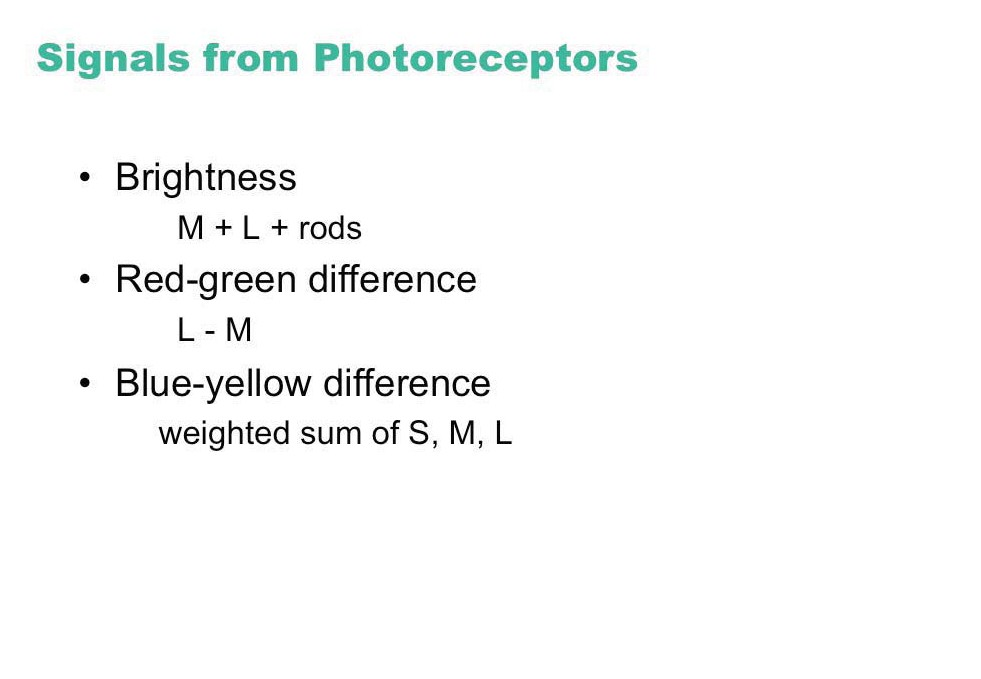 Signals from Photoreceptors
• Brightness
M + L + rods
• Red-green difference
L - M
• Blue-yellow difference
weighted sum of S, M, L